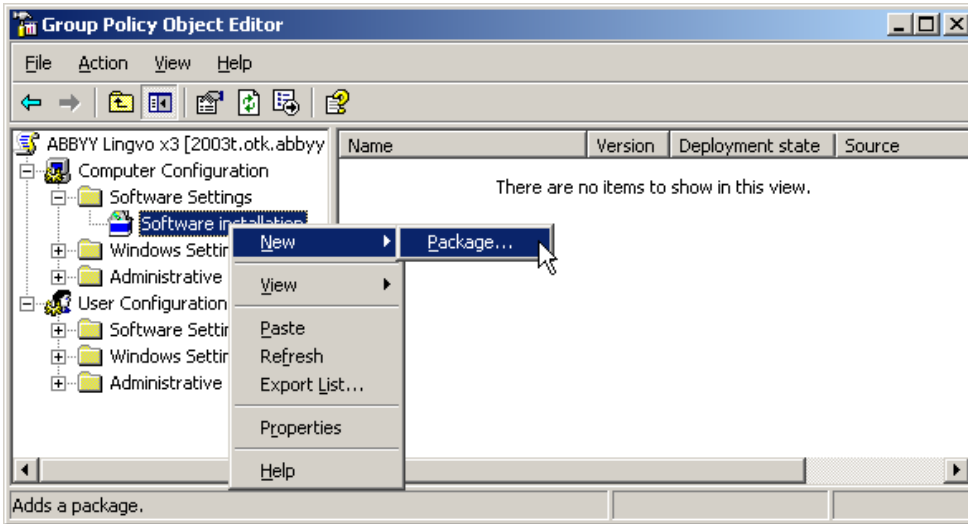 Group Policy Object Editor
File Action View Help
ABBYY Lingvo x3 [2003t.otk.abbyy
Computer Configuration
Software Settings
Software installation
Windows Settin
Administrative
User Configuration
Software Settin
Windows Settin
Administrative
Name Version Deployment state Source
There are no items to show in this view.
New
Package...
View
Paste
Refresh
Export List...
Properties
Help
Adds a package.